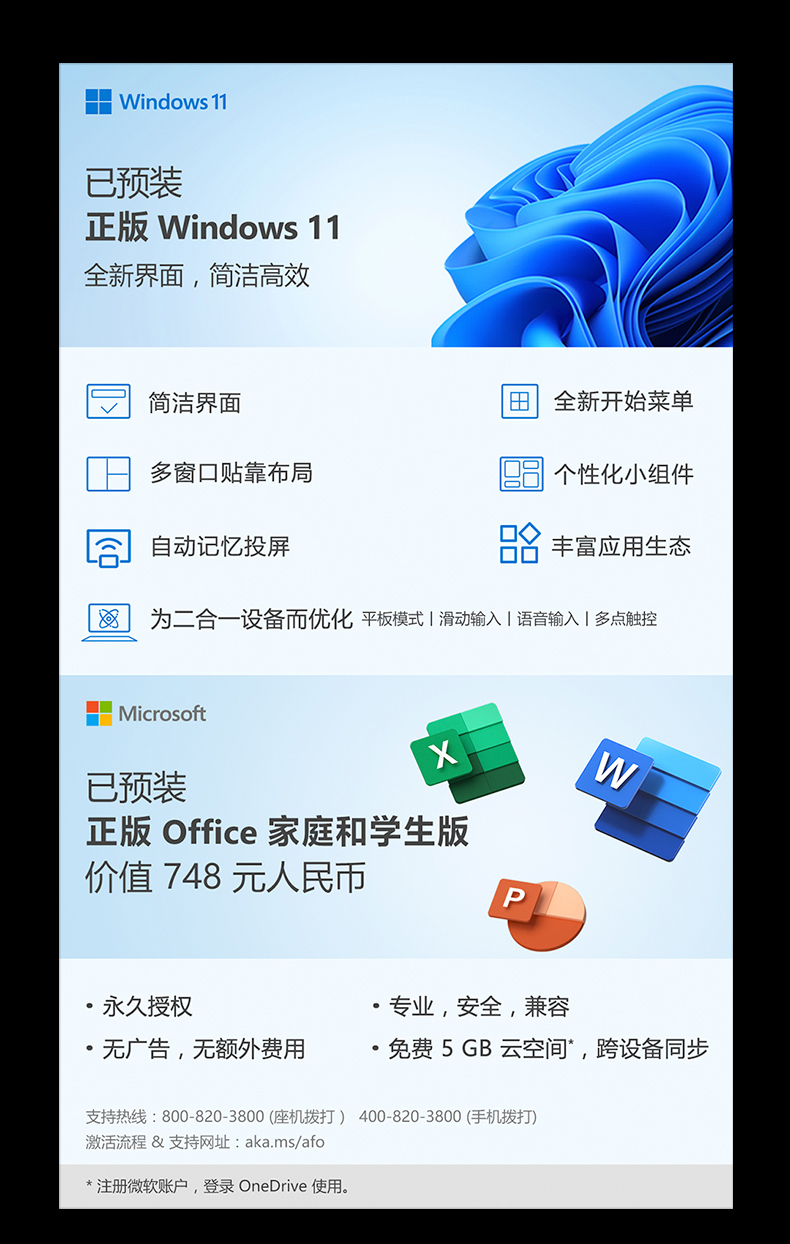 Windows 11
已预装
正版 Windows 11
全新界面，简洁高效
简洁界面
全新开始菜单
多窗口贴靠布局
个性化小组件
自动记忆投屏
丰富应用生态
为二合一设备而优化 平板模式丨滑动输入丨语音输入丨多点触控
Microsoft
X
W
已预装
正版 Office 家庭和学生版
价值 748 元人民币
P
• 永久授权
• 专业，安全，兼容
• 无广告，无额外费用
• 免费 5 GB 云空间*，跨设备同步
支持热线：800-820-3800 (座机拨打 ) 400-820-3800 (手机拨打)
激活流程 & 支持网址：aka.ms/afo
* 注册微软账户，登录 OneDrive 使用。